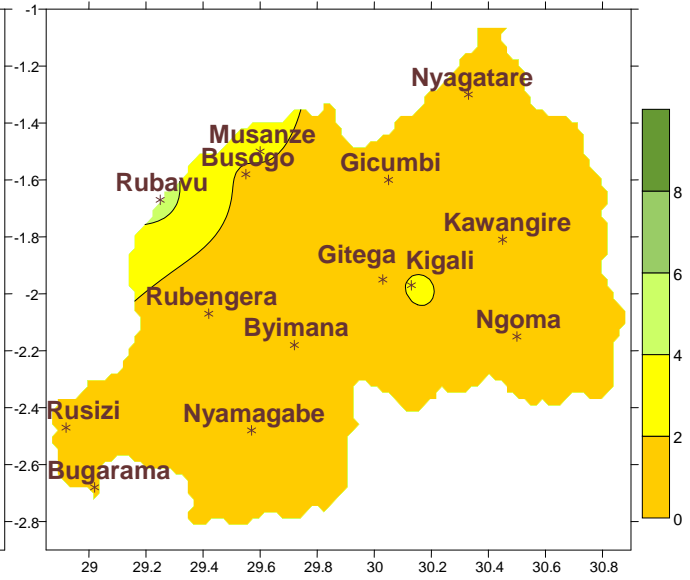 -1
-1.2
Nyagatare
-1.4
Musanze
Busogo
Gicumbi
8
-1.6
Rubavu
Kawangire
-1.8
Gitega
Kigali
6
-2
Rubengera
Ngoma
Byimana
4
-2.2
-2.4
Rusizi
Nyamagabe
2
-2.6
Bugarama
-2.8
0
29
29.2
29.4
29.6
29.8
30
30.2
30.4
30.6
30.8